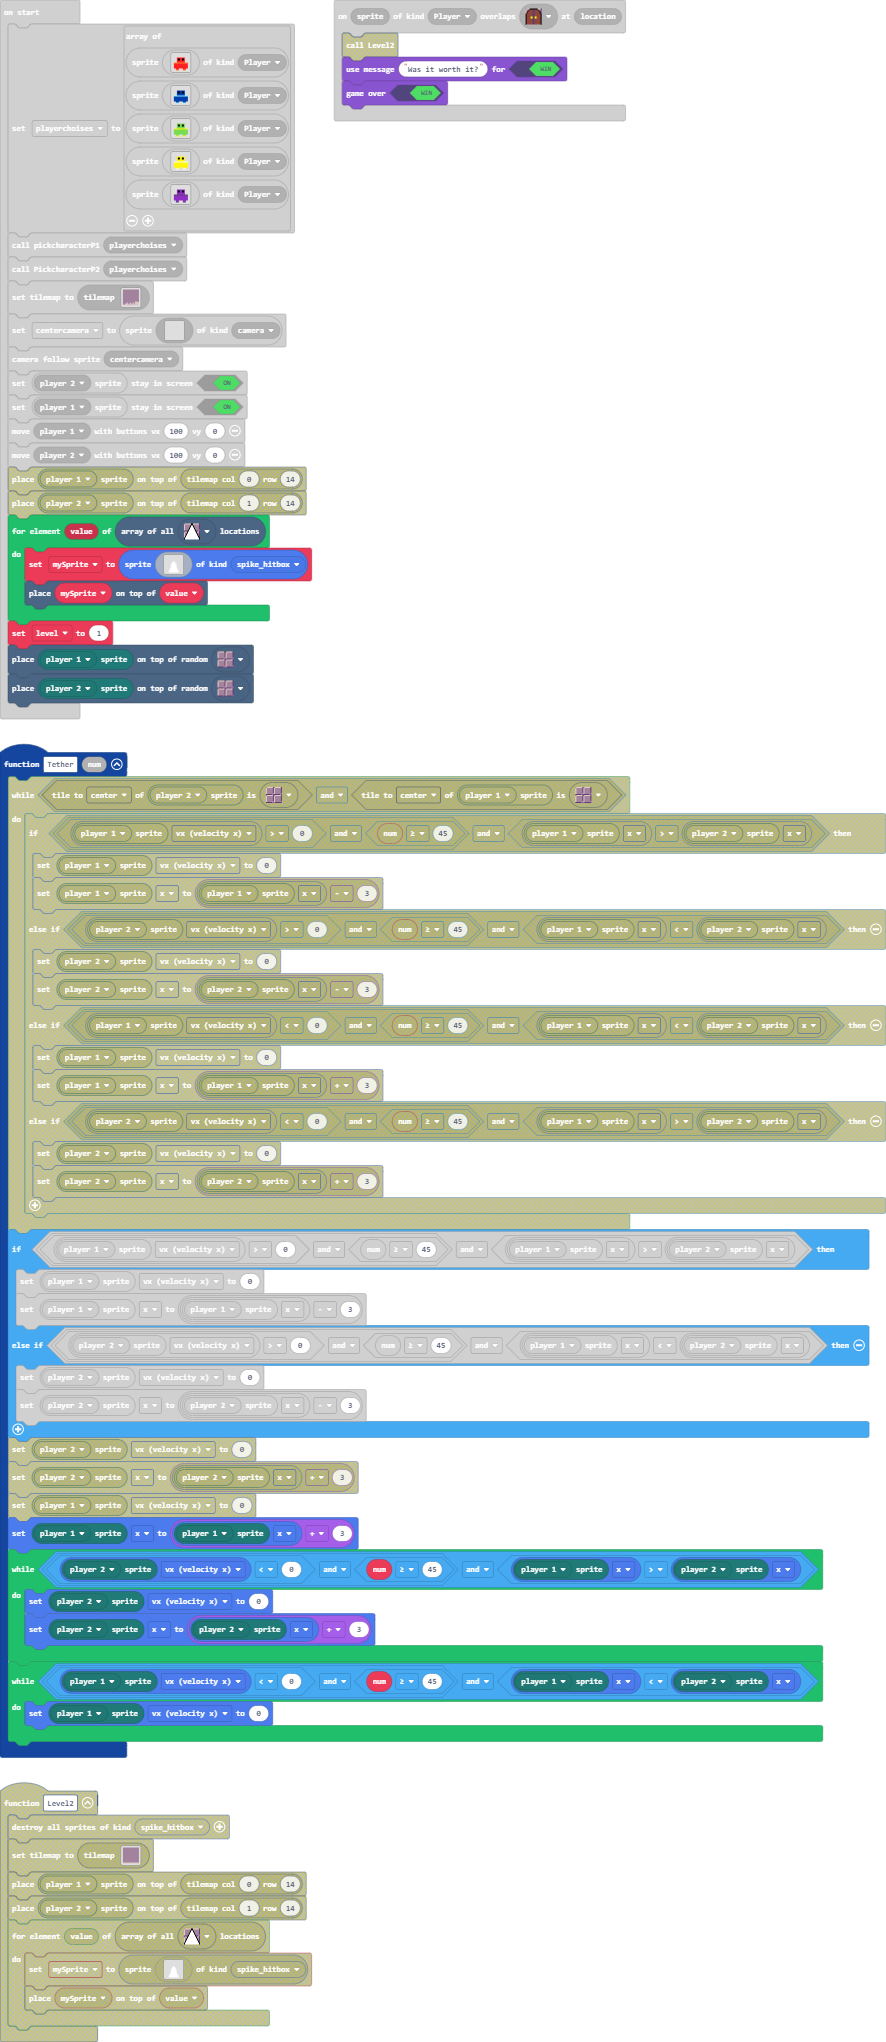 on start
array of
sprite of kind Player
sprite of kind Player
set playerchoises to sprite of kind Player
sprite of kind Player
sprite of kind Player
call pickcharacterP1 playerchoises
call PickcharacterP2 playerchoises
set tilemap to tilemap
set centercamera to sprite of kind camera
camera follow sprite centercamera
set player 2 sprite stay in screen ON
set player 1 sprite stay in screen ON
move player 1 with buttons vx 100 vy 0
move player 2 with buttons vx 100 vy 0
place player 1 sprite on top of tilemap col 0 row 14
place player 2 sprite on top of tilemap col 1 row 14
for element value of array of all locations
do
set mySprite to sprite of kind spike_hitbox
place mySprite on top of value
set level to 1
place player 1 sprite on top of random
place player 2 sprite on top of random
on sprite of kind Player overlaps at location
call Level2
use message "Was it worth it?" for WIN
game over WIN
function Tether num
while tile to center of player 2 sprite is and tile to center of player 1 sprite is
do
if player 1 sprite vx (velocity x) > 0 and num ≥ 45 and player 1 sprite x > player 2 sprite x then
set player 1 sprite vx (velocity x) to 0
set player 1 sprite x to player 1 sprite x - 3
else if player 2 sprite vx (velocity x) > 0 and num ≥ 45 and player 1 sprite x < player 2 sprite x then
set player 2 sprite vx (velocity x) to 0
set player 2 sprite x to player 2 sprite x - 3
else if player 1 sprite vx (velocity x) < 0 and num ≥ 45 and player 1 sprite x < player 2 sprite x then
set player 1 sprite vx (velocity x) to 0
set player 1 sprite x to player 1 sprite x + 3
else if player 2 sprite vx (velocity x) < 0 and num ≥ 45 and player 1 sprite x > player 2 sprite x then
set player 2 sprite vx (velocity x) to 0
set player 2 sprite x to player 2 sprite x + 3
if player 1 sprite vx (velocity x) > 0 and num ≥ 45 and player 1 sprite x > player 2 sprite x then
set player 1 sprite vx (velocity x) to 0
set player 1 sprite x to player 1 sprite x - 3
else if player 2 sprite vx (velocity x) > 0 and num ≥ 45 and player 1 sprite x < player 2 sprite x then
set player 2 sprite vx (velocity x) to 0
set player 2 sprite x to player 2 sprite x - 3
set player 2 sprite vx (velocity x) to 0
set player 2 sprite x to player 2 sprite x + 3
set player 1 sprite vx (velocity x) to 0
set player 1 sprite x to player 1 sprite x + 3
while player 2 sprite vx (velocity x) < 0 and num ≥ 45 and player 1 sprite x > player 2 sprite x
do
set player 2 sprite vx (velocity x) to 0
set player 2 sprite x to player 2 sprite x + 3
while player 1 sprite vx (velocity x) < 0 and num ≥ 45 and player 1 sprite x < player 2 sprite x
do
set player 1 sprite vx (velocity x) to 0
function Level2
destroy all sprites of kind spike_hitbox
set tilemap to tilemap
place player 1 sprite on top of tilemap col 0 row 14
place player 2 sprite on top of tilemap col 1 row 14
for element value of array of all locations
do
set mySprite to sprite of kind spike_hitbox
place mySprite on top of value